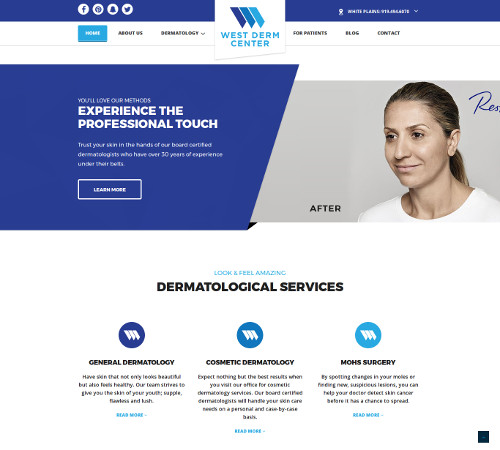 WHITE PLAINS: 919.494.6070
HOME
ABOUT US
DERMATOLOGY
WEST DERM
CENTER
FOR PATIENTS
BLOG
CONTACT
YOU'LL LOVE OUR METHODS
EXPERIENCE THE
PROFESSIONAL TOUCH
Trust your skin in the hands of our board certified
dermatologists who have over 30 years of experience
under their belts.
LEARN MORE
Res
AFTER
LOOK & FEEL AMAZING
DERMATOLOGICAL SERVICES
GENERAL DERMATOLOGY
Have skin that not only looks beautiful
but also feels healthy. Our team strives to
give you the skin of your youth; supple,
flawless and lush.
READ MORE
COSMETIC DERMATOLOGY
Expect nothing but the best results when
you visit our office for cosmetic
dermatology services. Our board certified
dermatologists will handle your skin care
needs on a personal and case-by-case
basis.
READ MORE
MOHS SURGERY
By spotting changes in your moles or
finding new, suspicious lesions, you can
help your doctor detect skin cancer
before it has a chance to spread.
READ MORE